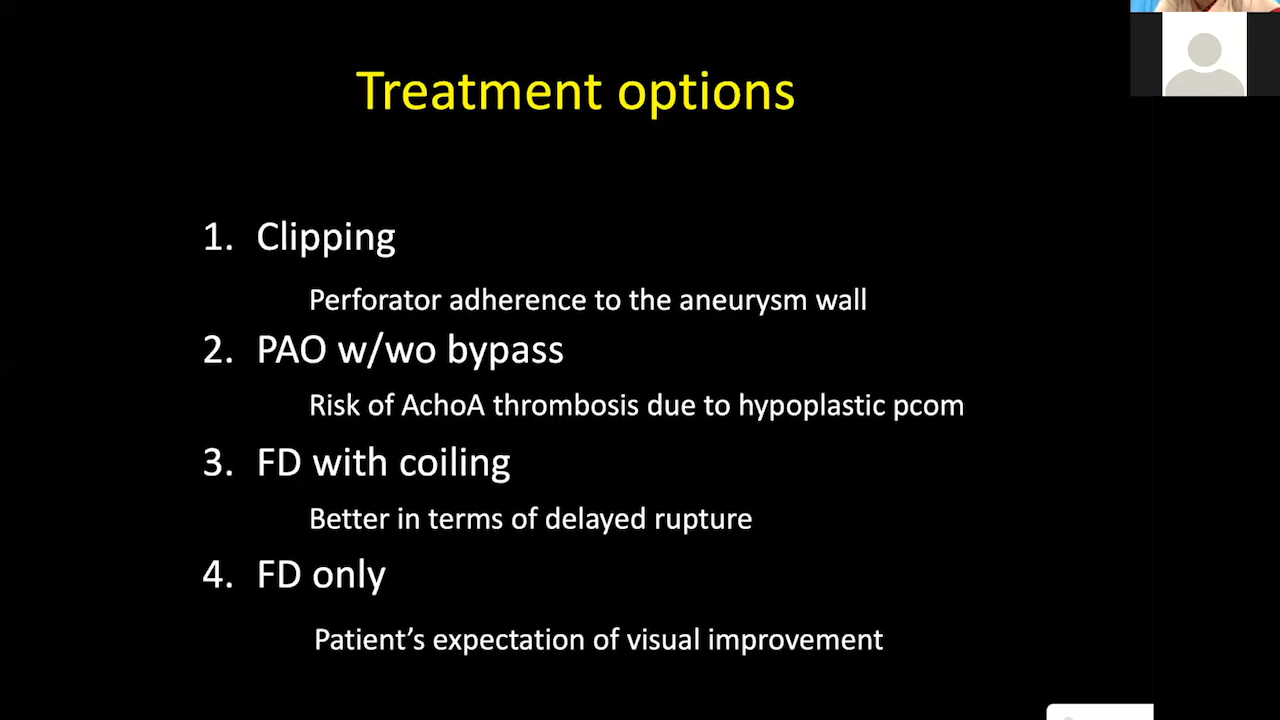 Treatment options
1. Clipping
Perforator adherence to the aneurysm wall
2. PAO w/wo bypass
Risk of AchoA thrombosis due to hypoplastic pcom
3. FD with coiling
Better in terms of delayed rupture
4. FD only
Patient’s expectation of visual improvement